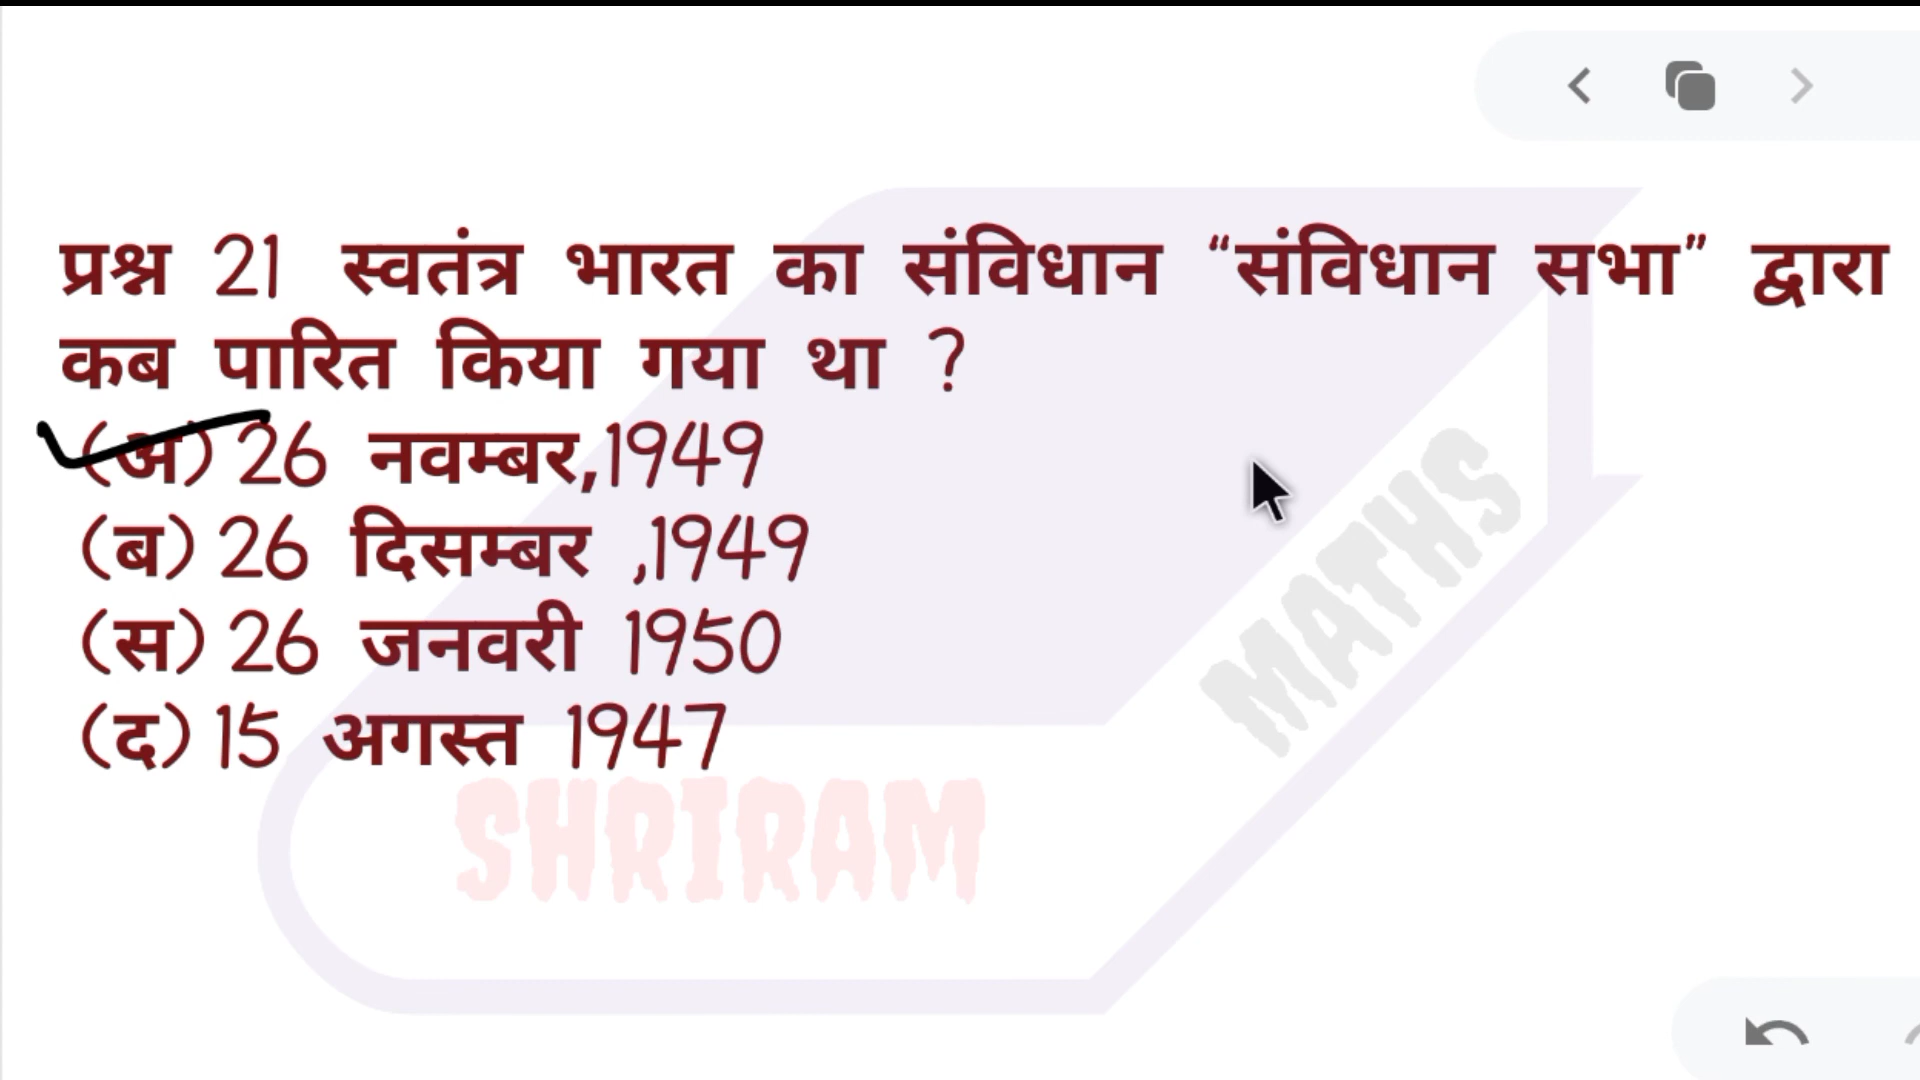 प्रश्न 21 स्वतंत्र भारत का संविधान “संविधान सभा” द्वारा
कब पारित किया गया था ?
(अ) 26 नवम्बर,1949
(ब) 26 दिसम्बर ,1949
(स) 26 जनवरी 1950
(द) 15 अगस्त 1947
MATHS
SHRIRAM